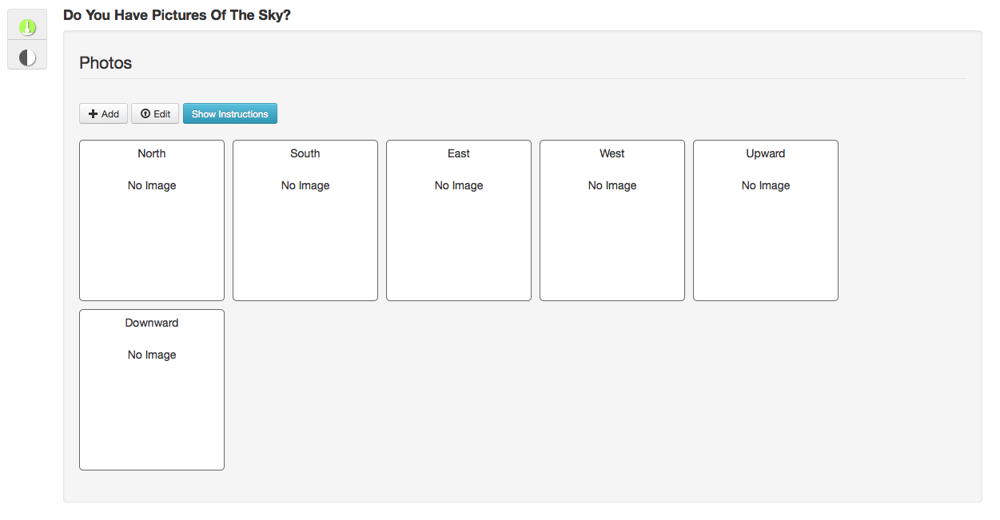 Do You Have Pictures Of The Sky?
Photos
Add Edit Show Instructions
North South East West Upward
No Image No Image No Image No Image No Image
Downward
No Image